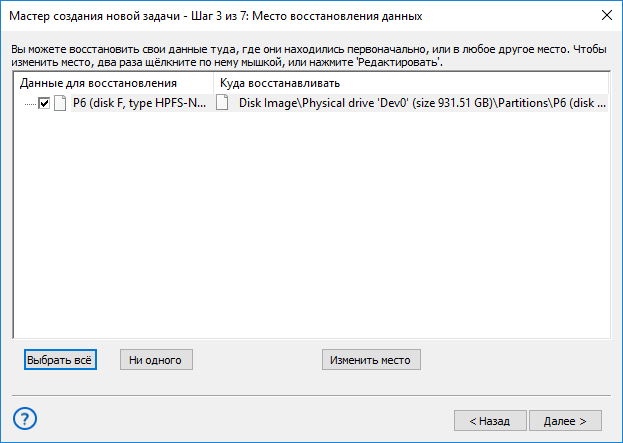 Мастер создания новой задачи - Шаг 3 из 7: Место восстановления данных
Вы можете восстановить свои данные туда, где они находились первоначально, или в любое другое место. Чтобы
изменить место, два раза щёлкните по нему мышкой, или нажмите 'Редактировать'.
Данные для восстановления Куда восстанавливать
P6 (disk F, type HPFS-N... Disk Image\Physical drive 'Dev0' (size 931.51 GB)\Partitions\P6 (disk ...
Выбрать всё Ни одного Изменить место
? < Назад Далее >